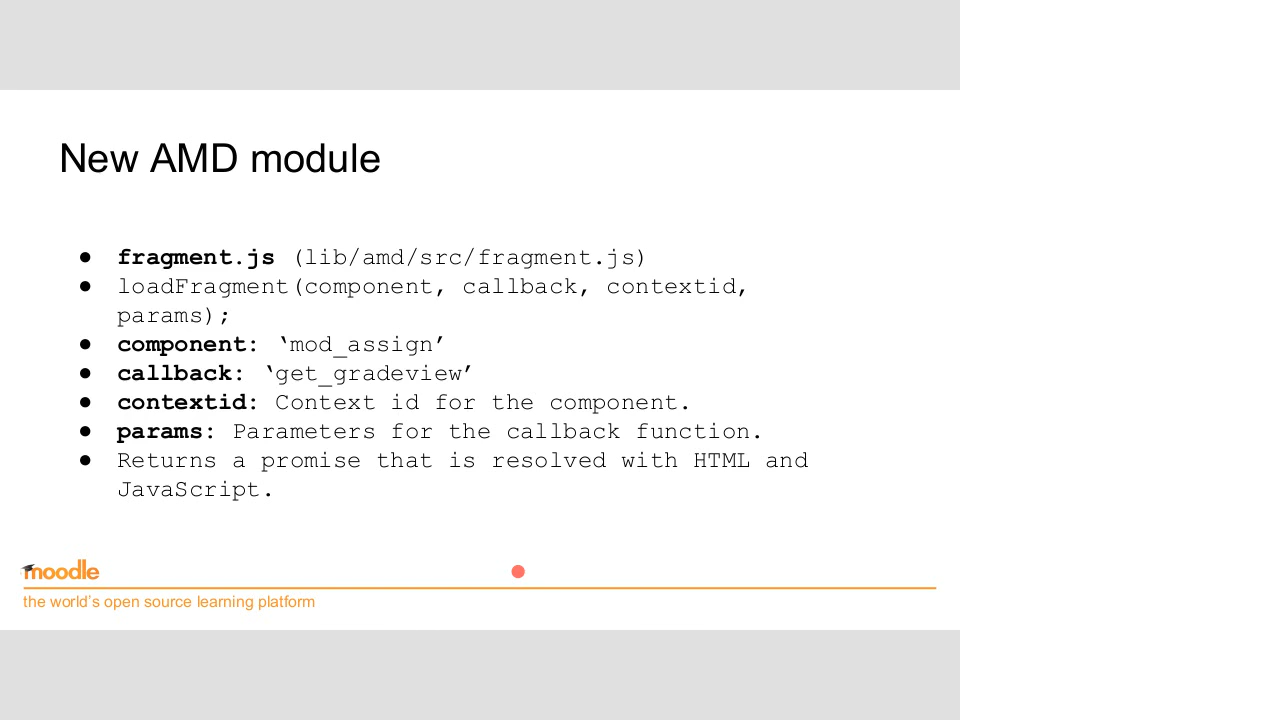 New AMD module
● fragment.js (lib/amd/src/fragment.js)
● loadFragment(component, callback, contextid,
params);
● component: ‘mod_assign’
● callback: ‘get_gradeview’
● contextid: Context id for the component.
● params: Parameters for the callback function.
● Returns a promise that is resolved with HTML and
JavaScript.
moodle
the world’s open source learning platform